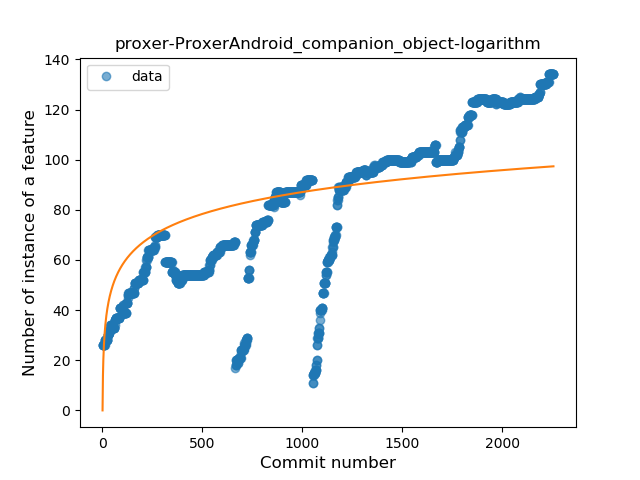 proxer-ProxerAndroid_companion_object-logarithm
data
Number of instance of a feature
140
120
100
80
60
40
20
0
0 500 1000 1500 2000
Commit number